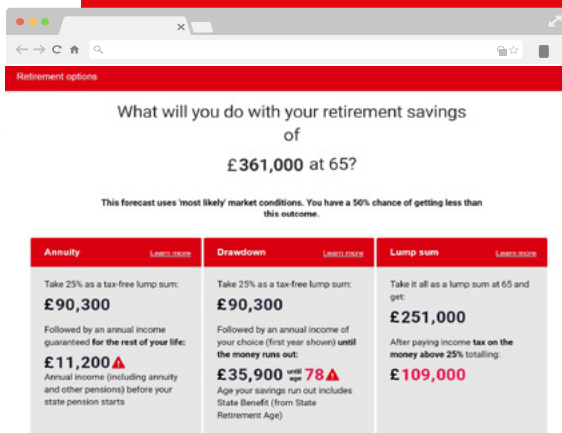 Retirement options
What will you do with your retirement savings
of
£361,000 at 65?
This forecast uses 'most likely' market conditions. You have a 50% chance of getting less than
this outcome.
Annuity Learn more
Take 25% as a tax-free lump sum:
£90,300
Followed by an annual income
guaranteed for the rest of your life:
£11,200
Annual income (including annuity
and other pensions) before your
state pension starts
Drawdown Learn more
Take 25% as a tax-free lump sum:
£90,300
Followed by an annual income of
your choice (first year shown) until
the money runs out:
£35,900 until age 78
Age your savings run out includes
State Benefit (from State
Retirement Age)
Lump sum Learn more
Take it all as a lump sum at 65 and
get:
£251,000
After paying income tax on the
money above 25% totalling:
£109,000